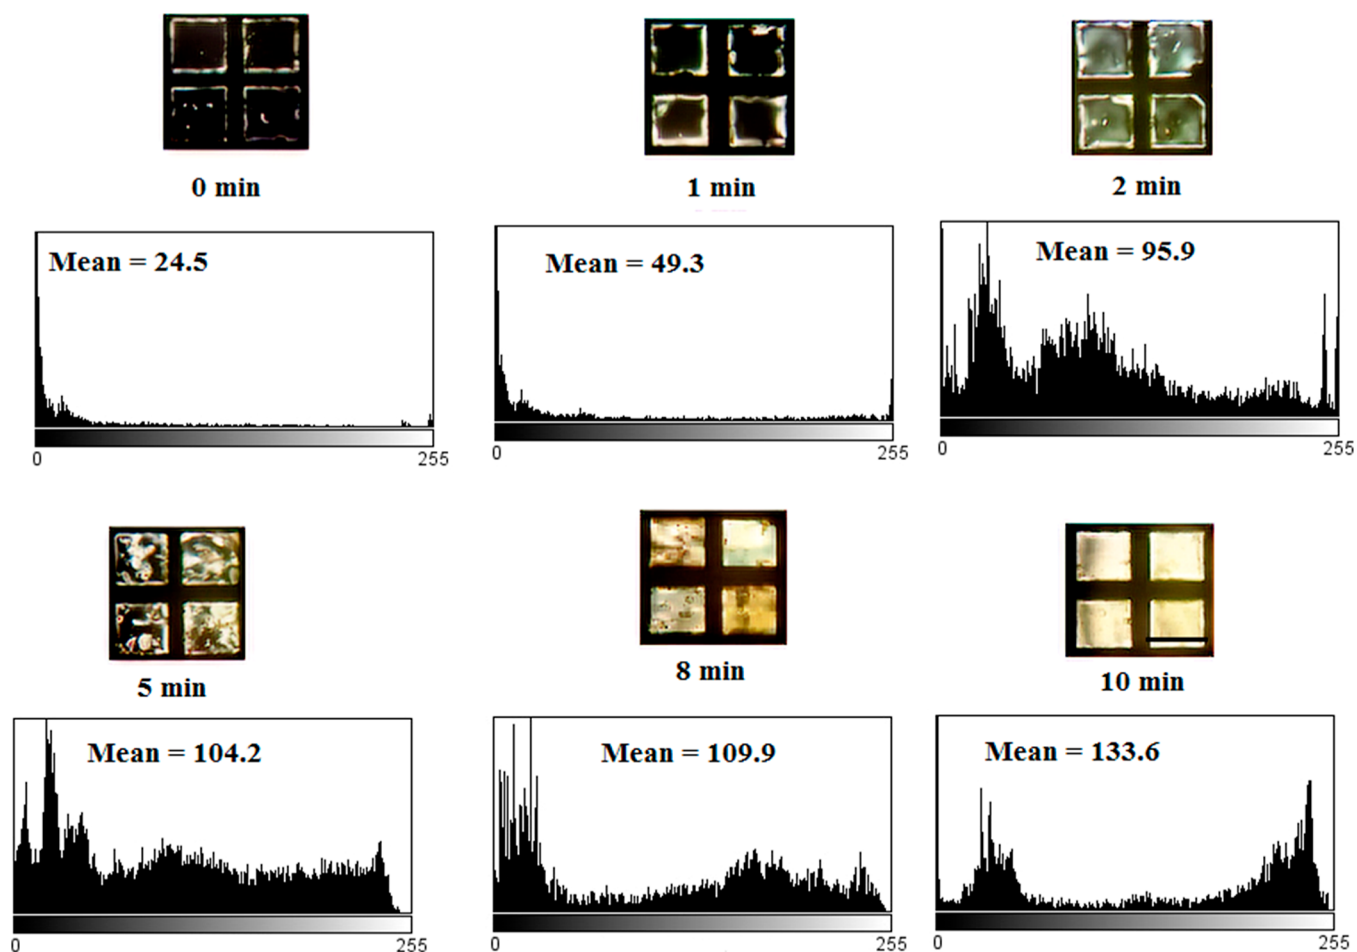 0 min
1 min
2 min
Mean = 24.5
Mean = 49.3
Mean = 95.9
0 255
0 255
0 255
5 min
8 min
10 min
Mean = 104.2
Mean = 109.9
Mean = 133.6
0 255
0 255
0 255